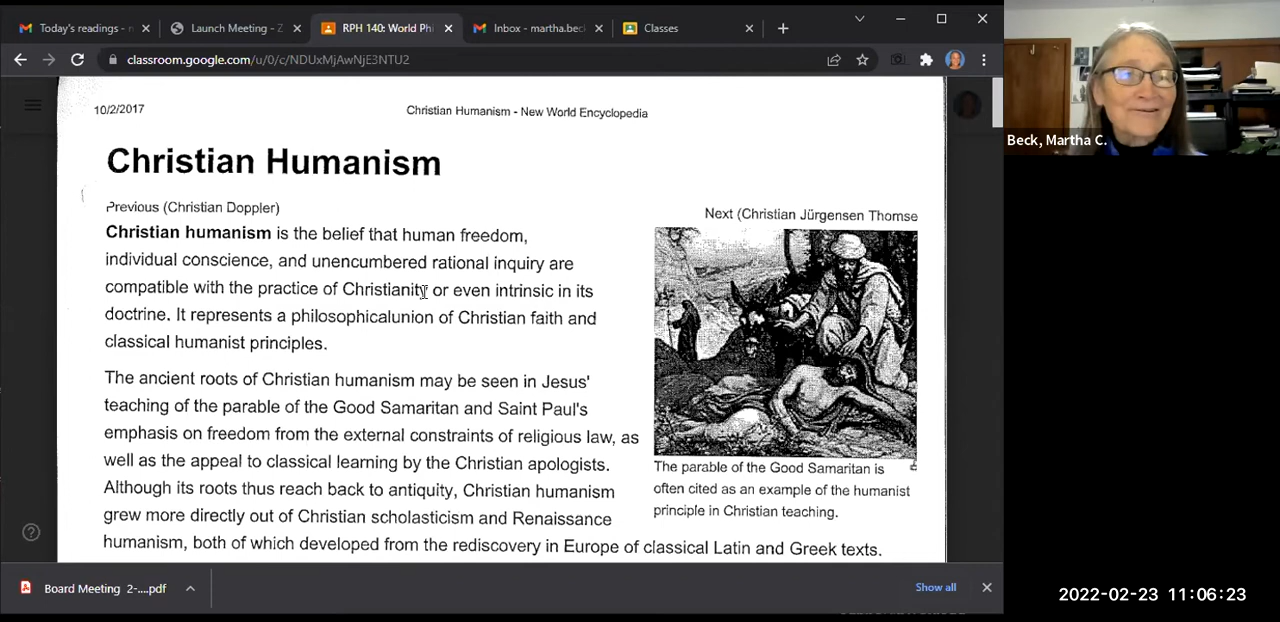 Today's readings -
Launch Meeting - Z
RPH 140: World Phi
Inbox - martha.bec
Classes
classroom.google.com/u/0/c/NDUxMjAwNjE3NTU2
10/2/2017
Christian Humanism - New World Encyclopedia
Christian Humanism
Previous (Christian Doppler)
Next (Christian Jürgensen Thomse
Christian humanism is the belief that human freedom,
individual conscience, and unencumbered rational inquiry are
compatible with the practice of Christianity or even intrinsic in its
doctrine. It represents a philosophicalunion of Christian faith and
classical humanist principles.
The ancient roots of Christian humanism may be seen in Jesus'
teaching of the parable of the Good Samaritan and Saint Paul's
emphasis on freedom from the external constraints of religious law, as
well as the appeal to classical learning by the Christian apologists.
Although its roots thus reach back to antiquity, Christian humanism
grew more directly out of Christian scholasticism and Renaissance
humanism, both of which developed from the rediscovery in Europe of classical Latin and Greek texts.
The parable of the Good Samaritan is
often cited as an example of the humanist
principle in Christian teaching.
Board Meeting 2-....pdf
Show all
Beck, Martha C.
2022-02-23 11:06:23